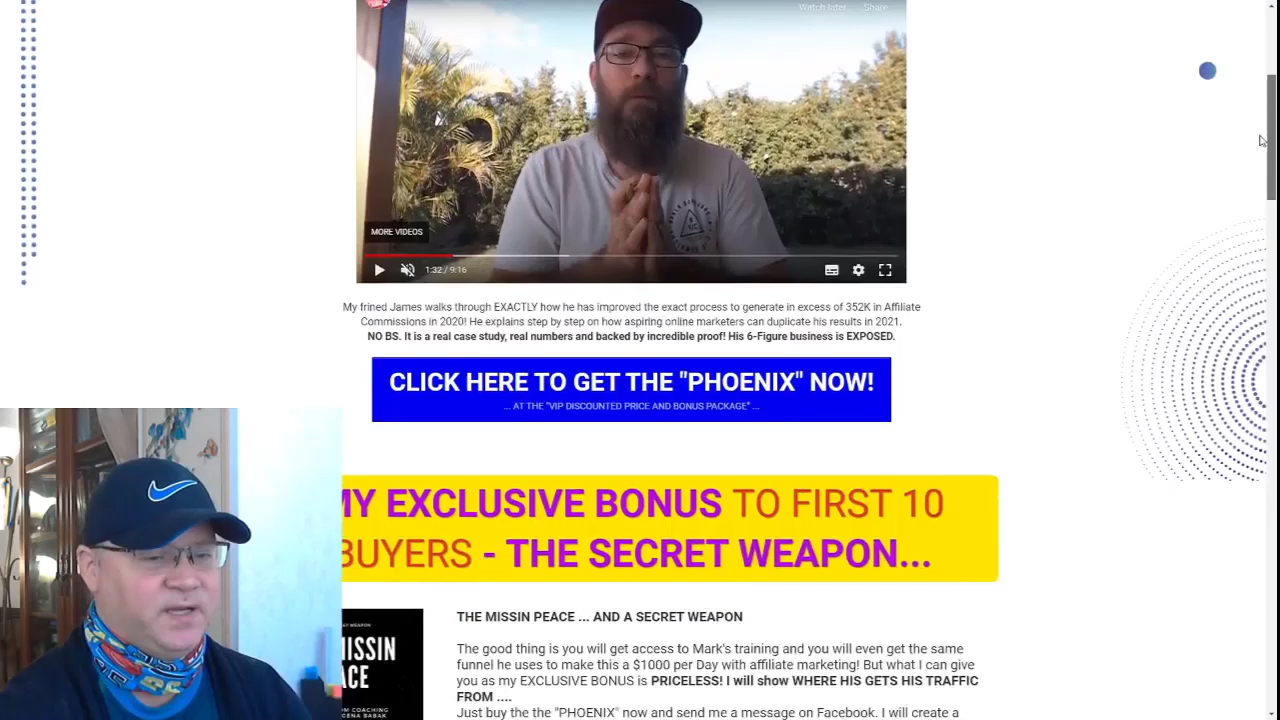 Watch later Share
MORE VIDEOS
1:32 / 9:16
My frined James walks through EXACTLY how he has improved the exact process to generate in excess of 352K in Affiliate
Commissions in 2020! He explains step by step on how aspiring online marketers can duplicate his results in 2021.
NO BS. It is a real case study, real numbers and backed by incredible proof! His 6-Figure business is EXPOSED.
CLICK HERE TO GET THE "PHOENIX" NOW!
... AT THE "VIP DISCOUNTED PRICE AND BONUS PACKAGE" ...
MY EXCLUSIVE BONUS TO FIRST 10
BUYERS - THE SECRET WEAPON...
THE MISSIN PEACE ... AND A SECRET WEAPON
The good thing is you will get access to Mark's training and you will even get the same
funnel he uses to make this a $1000 per Day with affiliate marketing! But what I can give
you as my EXCLUSIVE BONUS is PRICELESS! I will show WHERE HIS GETS HIS TRAFFIC
FROM ....
Just buy the the "PHOENIX" now and send me a message on Facebook. I will create a
WEAPON
MISSIN
ACE
OM COACHING
CENA BABAK